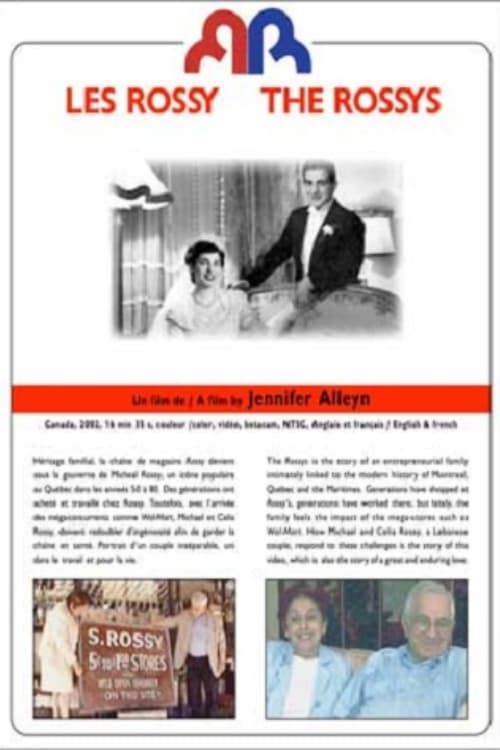 LES ROSSY THE ROSSYS
Un film de / A film by Jennifer Alleyn
Canada, 2002, 16 min 35 s, couleur /color, video, betacam, NTSC, Anglais et français / English & french
Héritage familial, la chaîne de magasins Rossy devient
sous la gouverne de Michael Rossy, un icône populaire
au Québec dans les années 50 à 80. Des générations ont
acheté et travaillé chez Rossy. Toutefois, avec l'arrivée
des mégaconcurrents comme Wal-Mart, Michael et Celia
Rossy, doivent redoubler d'ingéniosité afin de garder la
chaîne en santé. Portrait d'un couple inséparable, uni
dans le travail et pour la vie.
The Rossys is the story of an entrepreneurial family
intimately linked to the modern history of Montreal,
Québec and the Maritimes. Generations have shopped at
Rossy's, generations have worked there, but lately, the
family feels the impact of the mega-stores such as
Wal-Mart. How Michael and Celia Rossy, a Lebanese
couple, respond to these challenges is the story of this
video, which is also the story of a great and enduring love.
S. ROSSY
5¢ TO 1.00 STORES
WILL OPEN SHORTLY
ON THIS SITE